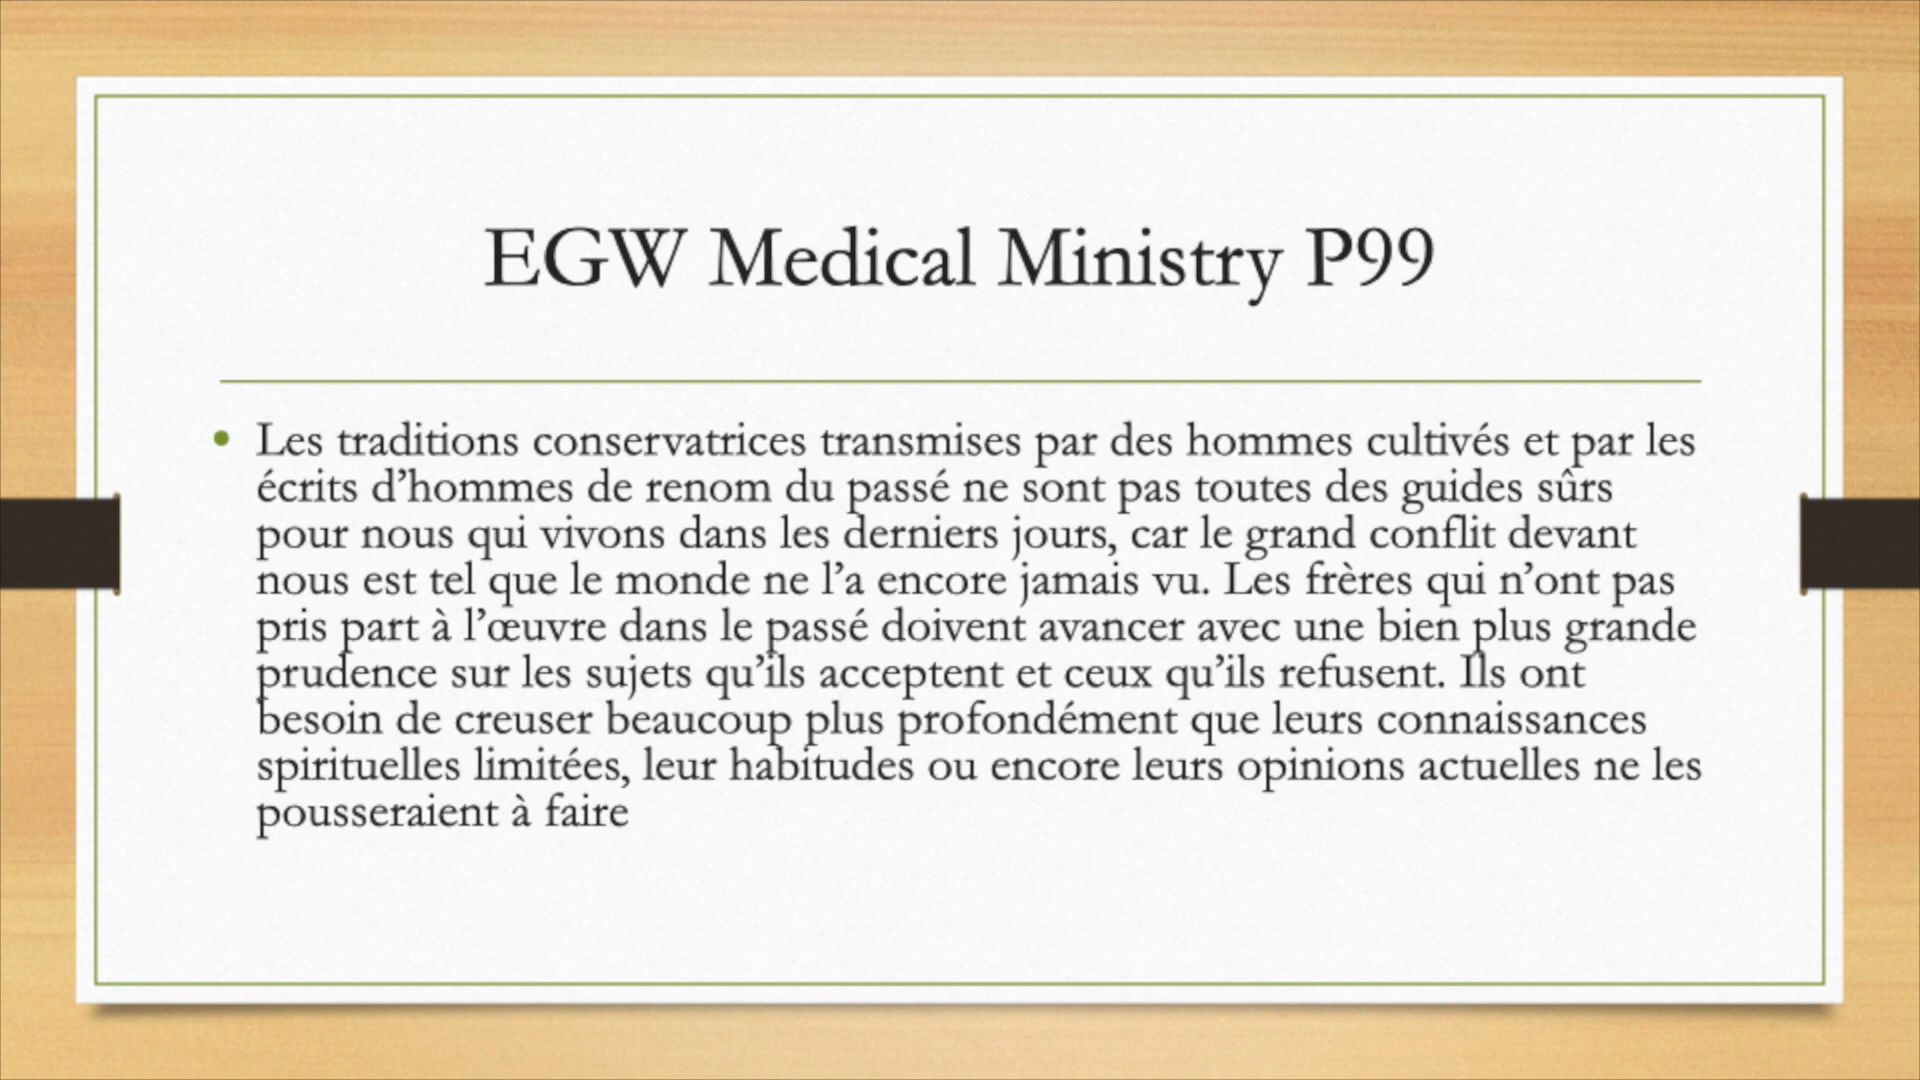 EGW Medical Ministry P99
• Les traditions conservatrices transmises par des hommes cultivés et par les
écrits d’hommes de renom du passé ne sont pas toutes des guides sûrs
pour nous qui vivons dans les derniers jours, car le grand conflit devant
nous est tel que le monde ne l’a encore jamais vu. Les frères qui n’ont pas
pris part à l’œuvre dans le passé doivent avancer avec une bien plus grande
prudence sur les sujets qu’ils acceptent et ceux qu’ils refusent. Ils ont
besoin de creuser beaucoup plus profondément que leurs connaissances
spirituelles limitées, leur habitudes ou encore leurs opinions actuelles ne les
pousseraient à faire